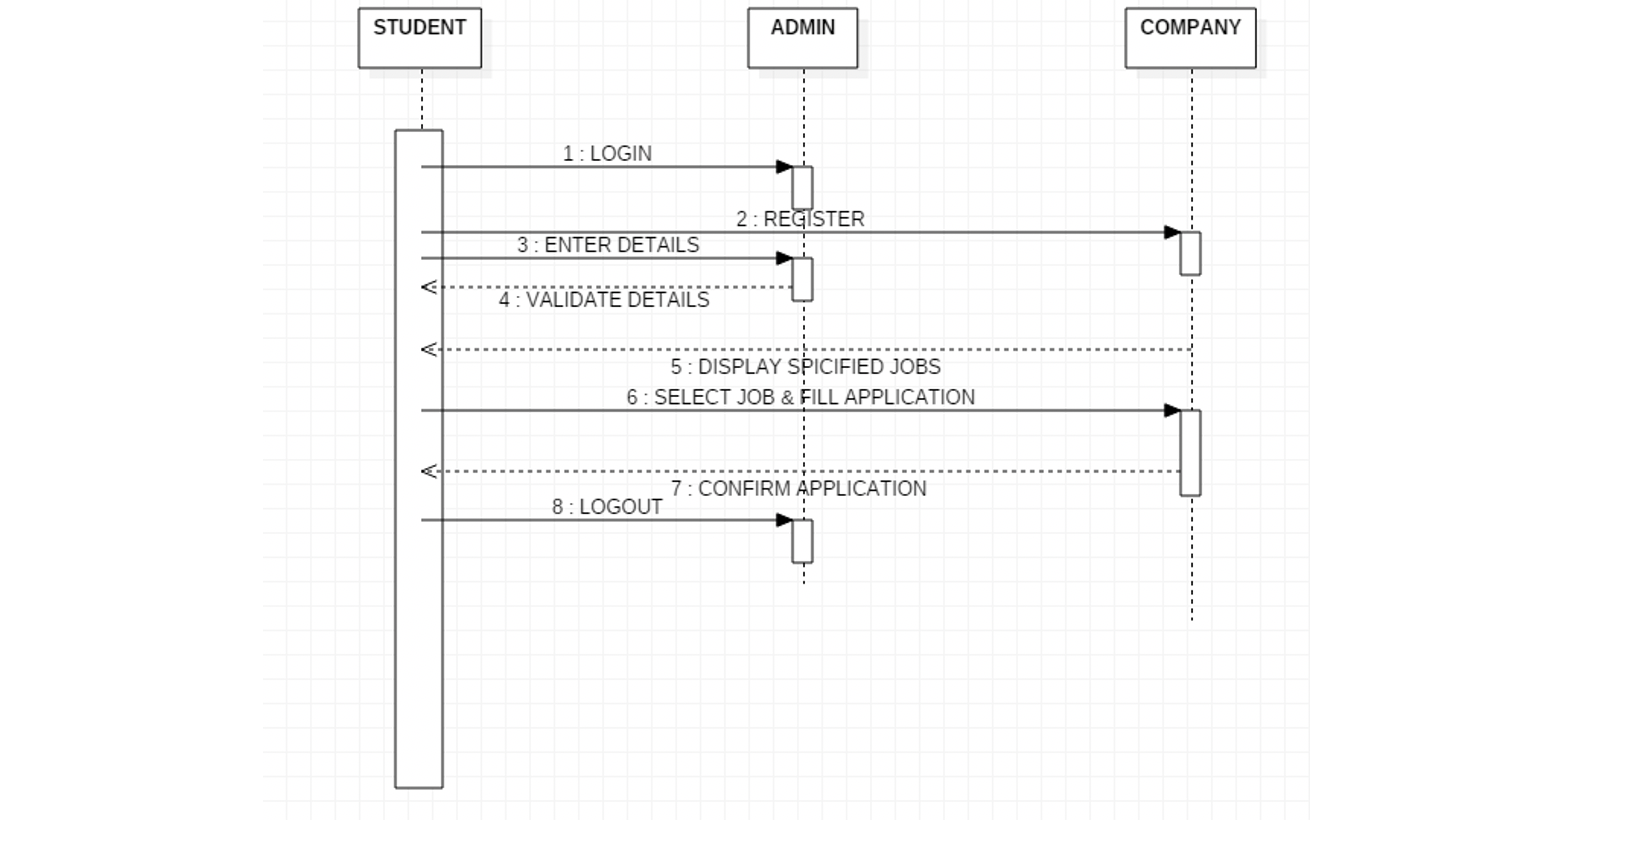 STUDENT
ADMIN
COMPANY
1 : LOGIN
2 : REGISTER
3 : ENTER DETAILS
4 : VALIDATE DETAILS
5 : DISPLAY SPICIFIED JOBS
6 : SELECT JOB & FILL APPLICATION
7 : CONFIRM APPLICATION
8 : LOGOUT